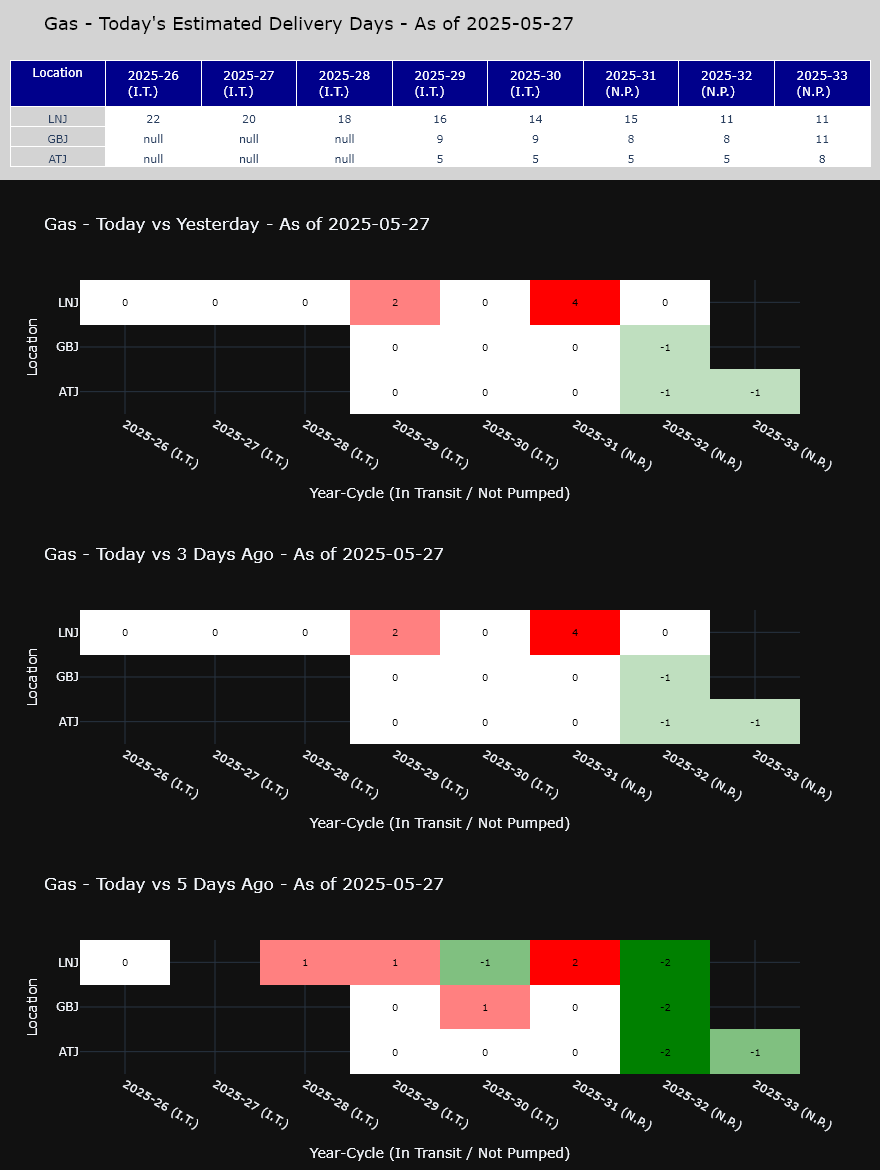 Gas - Today's Estimated Delivery Days - As of 2025-05-27
Location 2025-26 (I.T.) 2025-27 (I.T.) 2025-28 (I.T.) 2025-29 (I.T.) 2025-30 (I.T.) 2025-31 (N.P.) 2025-32 (N.P.) 2025-33 (N.P.)
LNJ 22 20 18 16 14 15 11 11
GBJ null null null 9 9 8 8 11
ATJ null null null 5 5 5 5 8
Gas - Today vs Yesterday - As of 2025-05-27
Location
LNJ 0 0 0 2 0 4 0
GBJ 0 0 0 -1
ATJ 0 0 0 -1 -1
2025-26 (I.T.) 2025-27 (I.T.) 2025-28 (I.T.) 2025-29 (I.T.) 2025-30 (I.T.) 2025-31 (N.P.) 2025-32 (N.P.) 2025-33 (N.P.)
Year-Cycle (In Transit / Not Pumped)
Gas - Today vs 3 Days Ago - As of 2025-05-27
Location
LNJ 0 0 0 2 0 4 0
GBJ 0 0 0 -1
ATJ 0 0 0 -1 -1
2025-26 (I.T.) 2025-27 (I.T.) 2025-28 (I.T.) 2025-29 (I.T.) 2025-30 (I.T.) 2025-31 (N.P.) 2025-32 (N.P.) 2025-33 (N.P.)
Year-Cycle (In Transit / Not Pumped)
Gas - Today vs 5 Days Ago - As of 2025-05-27
Location
LNJ 0 1 1 -1 2 -2
GBJ 0 1 0 -2
ATJ 0 0 0 -2 -1
2025-26 (I.T.) 2025-27 (I.T.) 2025-28 (I.T.) 2025-29 (I.T.) 2025-30 (I.T.) 2025-31 (N.P.) 2025-32 (N.P.) 2025-33 (N.P.)
Year-Cycle (In Transit / Not Pumped)